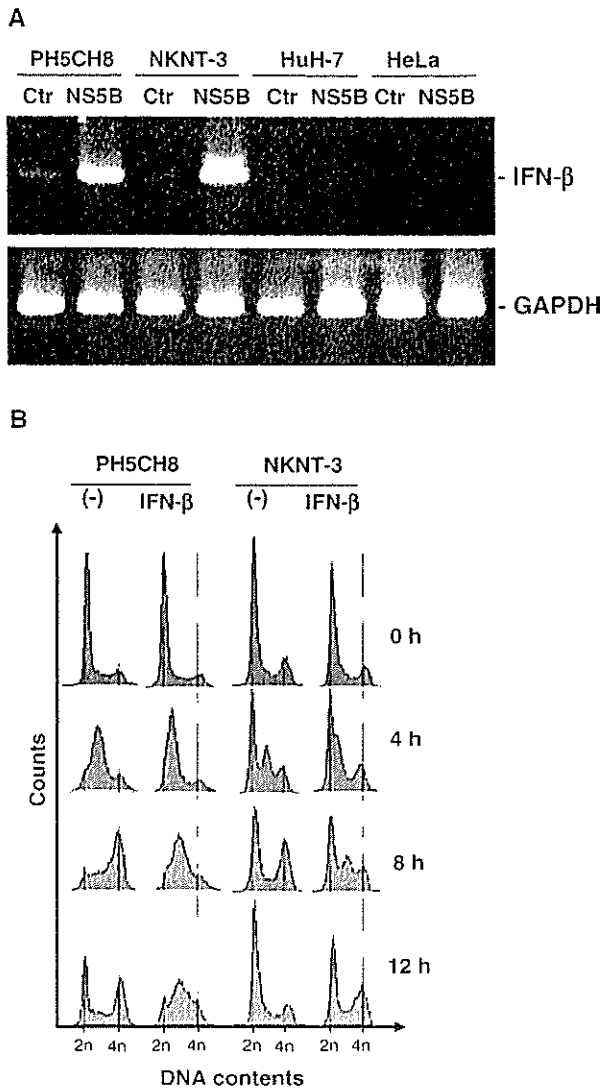 A
PH5CH8 NKNT-3 HuH-7 HeLa
Ctr NS5B Ctr NS5B Ctr NS5B Ctr NS5B
- IFN-β
- GAPDH
B
PH5CH8 NKNT-3
(-) IFN-β (-) IFN-β
0 h
4 h
8 h
12 h
Counts
2n 4n 2n 4n 2n 4n 2n 4n
DNA contents